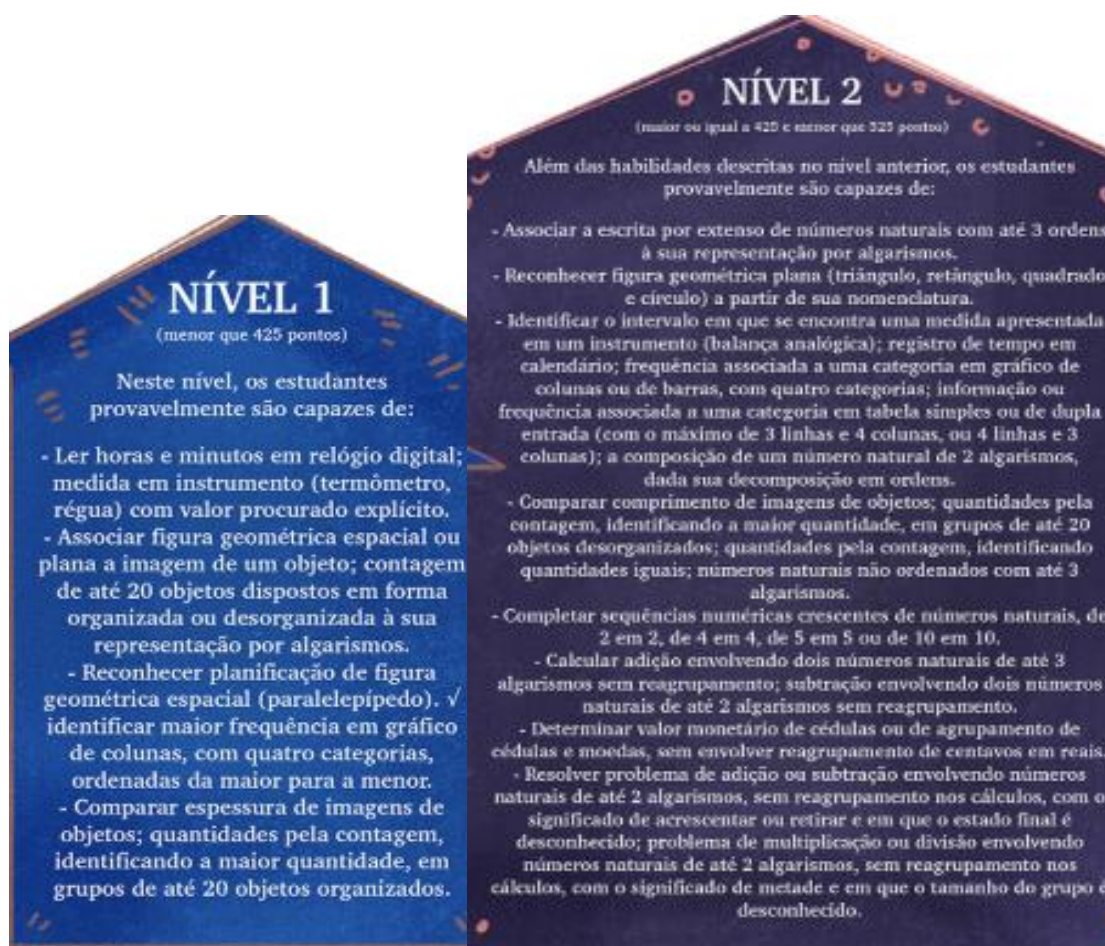 NÍVEL 1
(menor que 425 pontos)
Neste nível, os estudantes
provavelmente são capazes de:
- Ler horas e minutos em relógio digital;
medida em instrumento (termômetro,
régua) com valor procurado explícito.
- Associar figura geométrica espacial ou
plana a imagem de um objeto; contagem
de até 20 objetos dispostos em forma
organizada ou desorganizada à sua
representação por algarismos.
- Reconhecer planificação de figura
geométrica espacial (paralelepípedo). √
identificar maior frequência em gráfico
de colunas, com quatro categorias,
ordenadas da maior para a menor.
- Comparar espessura de imagens de
objetos; quantidades pela contagem,
identificando a maior quantidade, em
grupos de até 20 objetos organizados.
NÍVEL 2
(maior ou igual a 425 e menor que 525 pontos)
Além das habilidades descritas no nível anterior, os estudantes
provavelmente são capazes de:
- Associar a escrita por extenso de números naturais com até 3 ordens
à sua representação por algarismos.
- Reconhecer figura geométrica plana (triângulo, retângulo, quadrado
e círculo) a partir de sua nomenclatura.
- Identificar o intervalo em que se encontra uma medida apresentada
em um instrumento (balança analógica); registro de tempo em
calendário; frequência associada a uma categoria em gráfico de
colunas ou de barras, com quatro categorias; informação ou
frequência associada a uma categoria em tabela simples ou de dupla
entrada (com o máximo de 3 linhas e 4 colunas, ou 4 linhas e 3
colunas); a composição de um número natural de 2 algarismos,
dada sua decomposição em ordens.
- Comparar comprimento de imagens de objetos; quantidades pela
contagem, identificando a maior quantidade, em grupos de até 20
objetos desorganizados; quantidades pela contagem, identificando
quantidades iguais; números naturais não ordenados com até 3
algarismos.
- Completar sequências numéricas crescentes de números naturais, de
2 em 2, de 4 em 4, de 5 em 5 ou de 10 em 10.
- Calcular adição envolvendo dois números naturais de até 3
algarismos sem reagrupamento; subtração envolvendo dois números
naturais de até 2 algarismos sem reagrupamento.
- Determinar valor monetário de cédulas ou de agrupamento de
cédulas e moedas, sem envolver reagrupamento de centavos em reais.
- Resolver problema de adição ou subtração envolvendo números
naturais de até 2 algarismos, sem reagrupamento nos cálculos, com o
significado de acrescentar ou retirar e em que o estado final é
desconhecido; problema de multiplicação ou divisão envolvendo
números naturais de até 2 algarismos, sem reagrupamento nos
cálculos, com o significado de metade e em que o tamanho do grupo é
desconhecido.